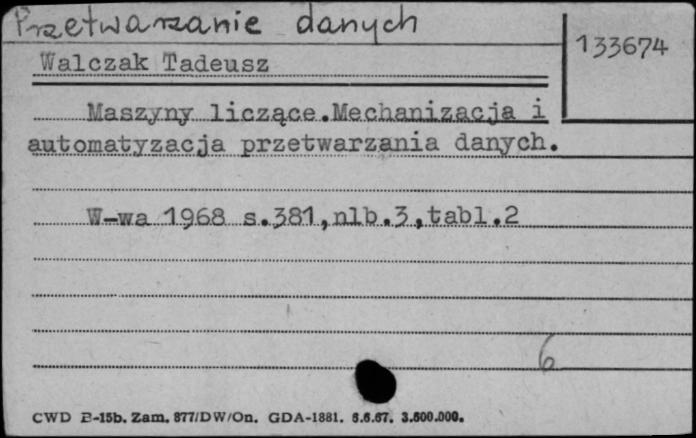 Przetwarzanie danych
133674
Walczak Tadeusz
Maszyny liczące.Mechanizacja i
automatyzacja przetwarzania danych.
W-wa 1968 s.381,nlb.3,tabl.2
6
CWD B-15b. Zam. 877/DW/On. GDA-1881. 6.6.67. 3.600.000.